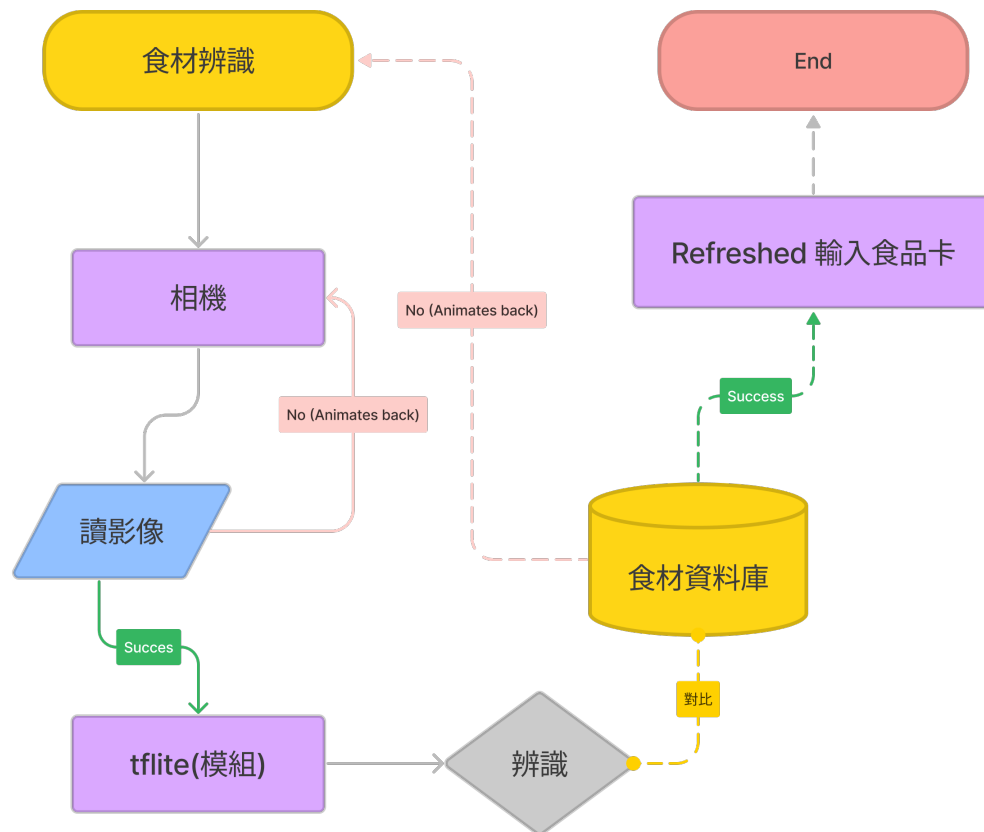 食材辨識
End
Refreshed 輸入食品卡
相機
No (Animates back)
No (Animates back)
Success
讀影像
食材資料庫
Succes
對比
tflite(模組)
辨識